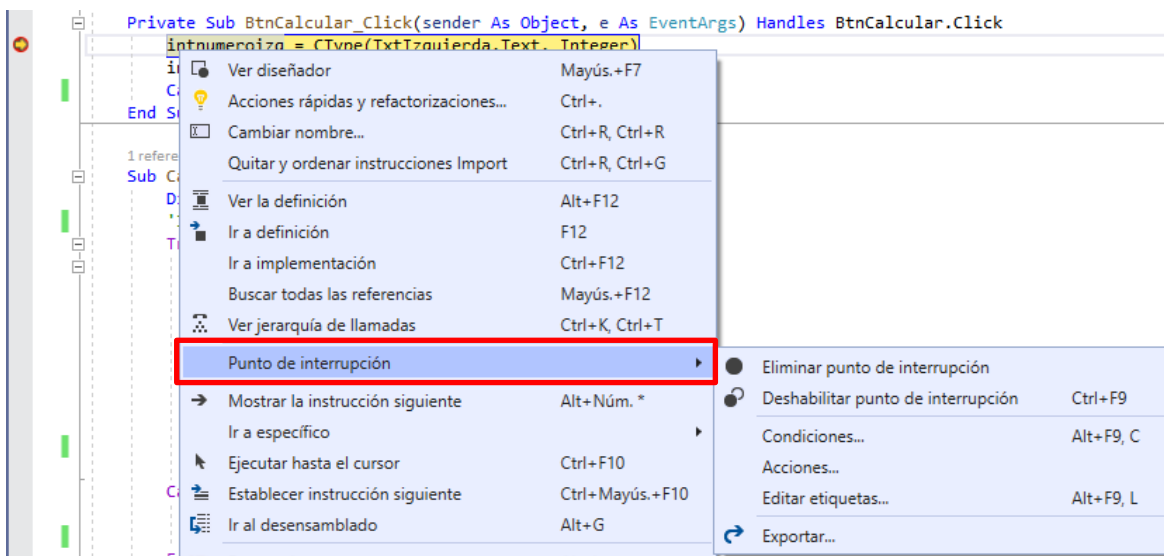 Private Sub BtnCalcular_Click(sender As Object, e As EventArgs) Handles BtnCalcular.Click
intnumeroizq = CType(TxtIzquierda.Text, Integer)
Ver diseñador Mayús.+F7
Acciones rápidas y refactorizaciones... Ctrl+.
End
Cambiar nombre... Ctrl+R, Ctrl+R
Quitar y ordenar instrucciones Import Ctrl+R, Ctrl+G
Sub
Ver la definición Alt+F12
Ir a definición F12
Ir a implementación Ctrl+F12
Buscar todas las referencias Mayús.+F12
Ver jerarquía de llamadas Ctrl+K, Ctrl+T
Punto de interrupción
Eliminar punto de interrupción
Mostrar la instrucción siguiente Alt+Núm. *
Deshabilitar punto de interrupción Ctrl+F9
Ir a específico
Condiciones... Alt+F9, C
Ejecutar hasta el cursor Ctrl+F10
Acciones...
Establecer instrucción siguiente Ctrl+Mayús.+F10
Editar etiquetas... Alt+F9, L
Ir al desensamblado Alt+G
Exportar...